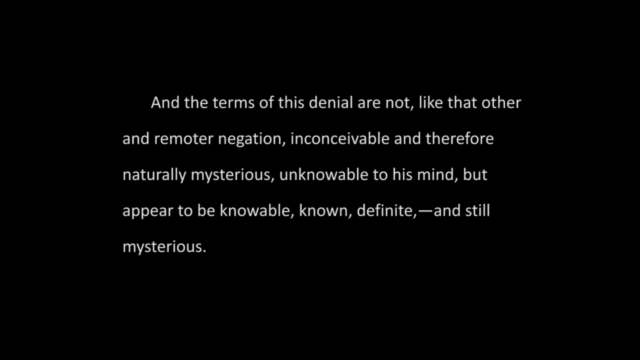 And the terms of this denial are not, like that other
and remoter negation, inconceivable and therefore
naturally mysterious, unknowable to his mind, but
appear to be knowable, known, definite,—and still
mysterious.